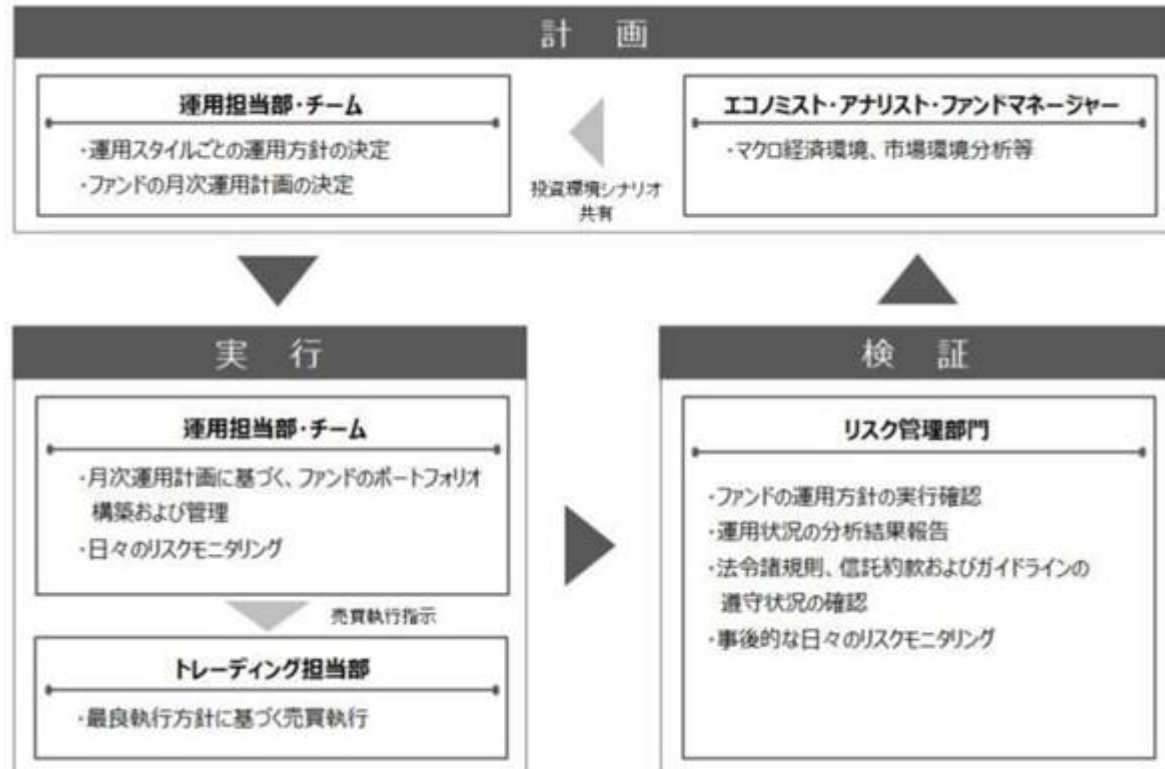 計 画
運用担当部・チーム
・運用スタイルごとの運用方針の決定
・ファンドの月次運用計画の決定
投資環境シナリオ
共有
エコノミスト・アナリスト・ファンドマネージャー
・マクロ経済環境、市場環境分析等
実 行
運用担当部・チーム
・月次運用計画に基づく、ファンドのポートフォリオ
構築および管理
・日々のリスクモニタリング
売買執行指示
トレーディング担当部
・最良執行方針に基づく売買執行
検 証
リスク管理部門
・ファンドの運用方針の実行確認
・運用状況の分析結果報告
・法令諸規則、信託約款およびガイドラインの
遵守状況の確認
・事後的な日々のリスクモニタリング